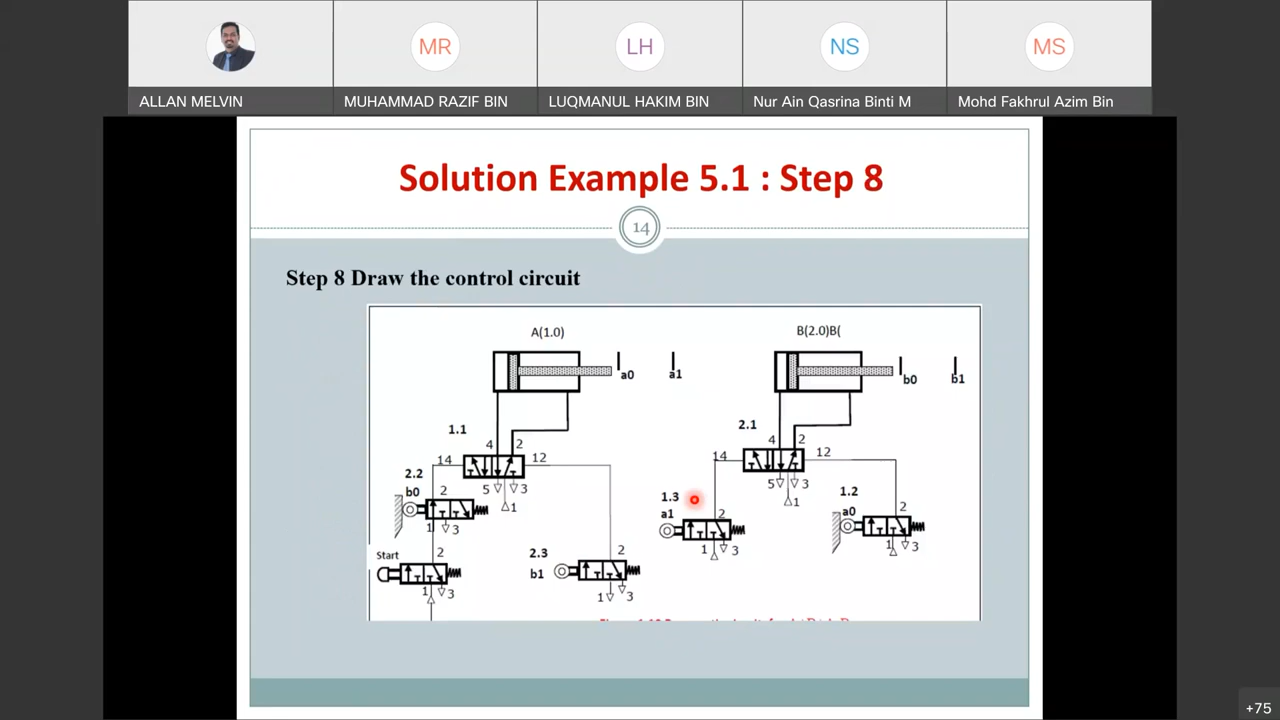 MR
LH
NS
MS
ALLAN MELVIN
MUHAMMAD RAZIF BIN
LUQMANUL HAKIM BIN
Nur Ain Qasrina Binti M
Mohd Fakhrul Azim Bin
Solution Example 5.1 : Step 8
14
Step 8 Draw the control circuit
A(1.0)
B(2.0)B(
a0
a1
b0
b1
1.1
4
2
14
12
5
3
1
2.2
b0
2
1
3
Start
2
1
3
2.3
b1
2
1
3
2.1
4
2
14
12
5
3
1
1.3
a1
2
1
3
1.2
a0
2
1
3
+75